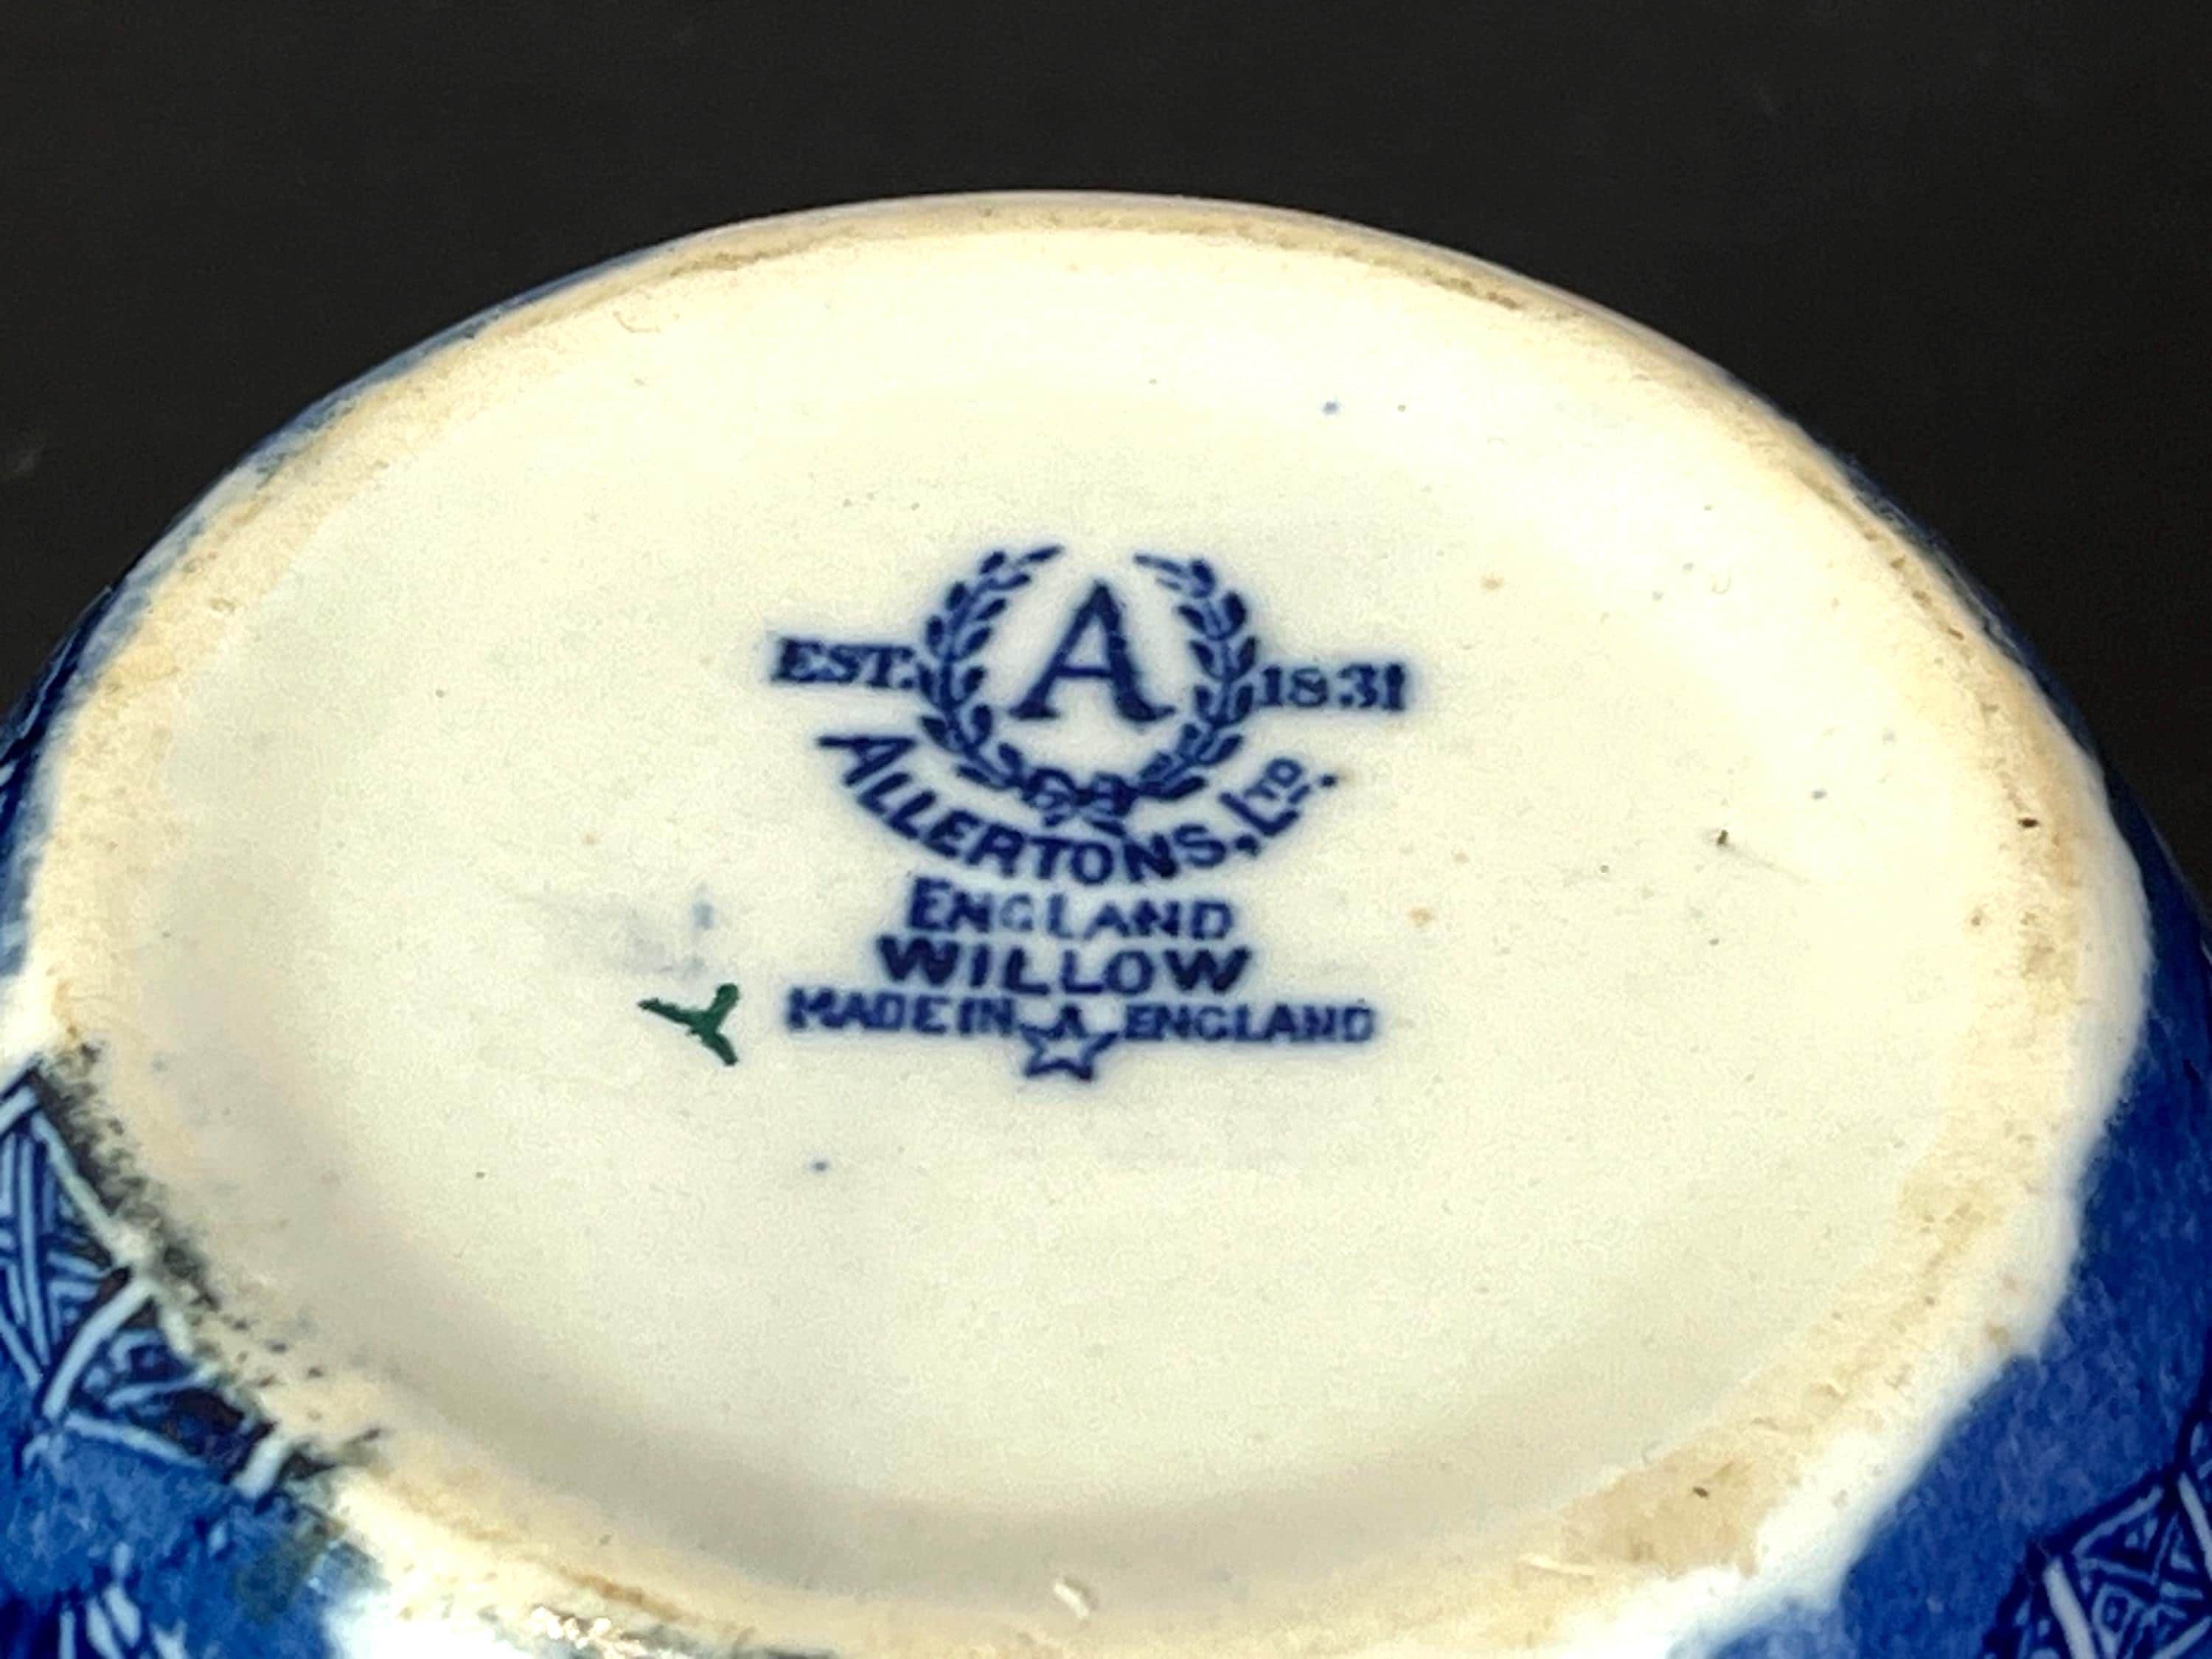 A
EST. 1831
ALLERTONS, LTD.
ENGLAND
WILLOW
MADE IN ENGLAND